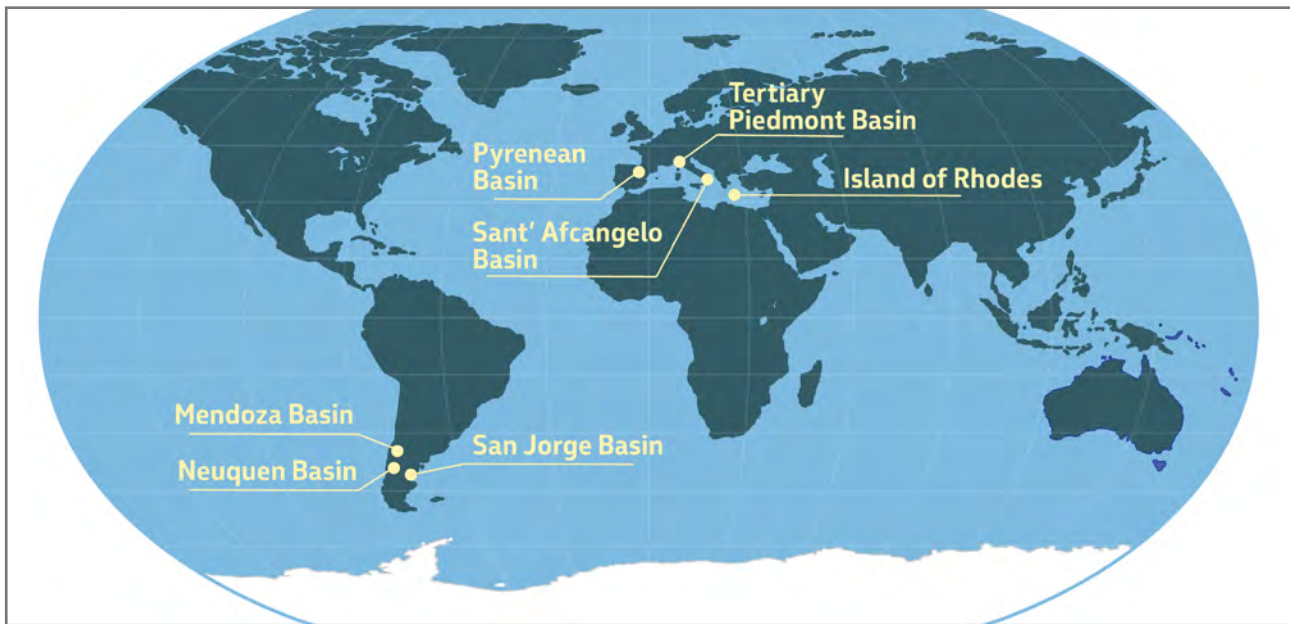 Tertiary
Piedmont Basin
Pyrenean
Basin
Island of Rhodes
Sant' Afcangelo
Basin
Mendoza Basin
San Jorge Basin
Neuquen Basin